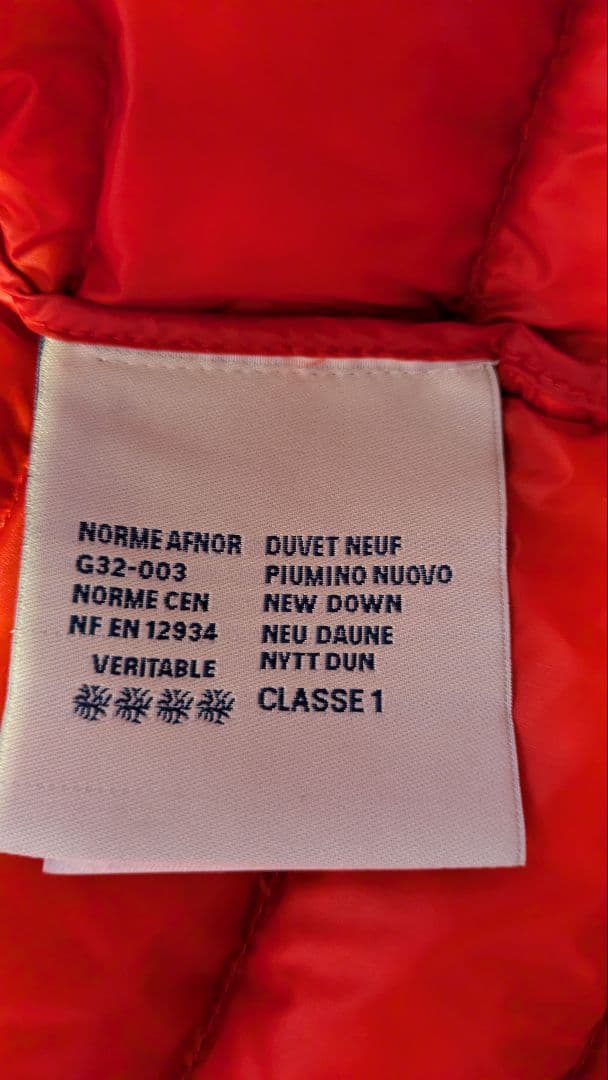 NORME AFNOR
G32-003
NORME CEN
NF EN 12934
VERITABLE
DUVET NEUF
PIUMINO NUOVO
NEW DOWN
NEU DAUNE
NYTT DUN
CLASSE 1